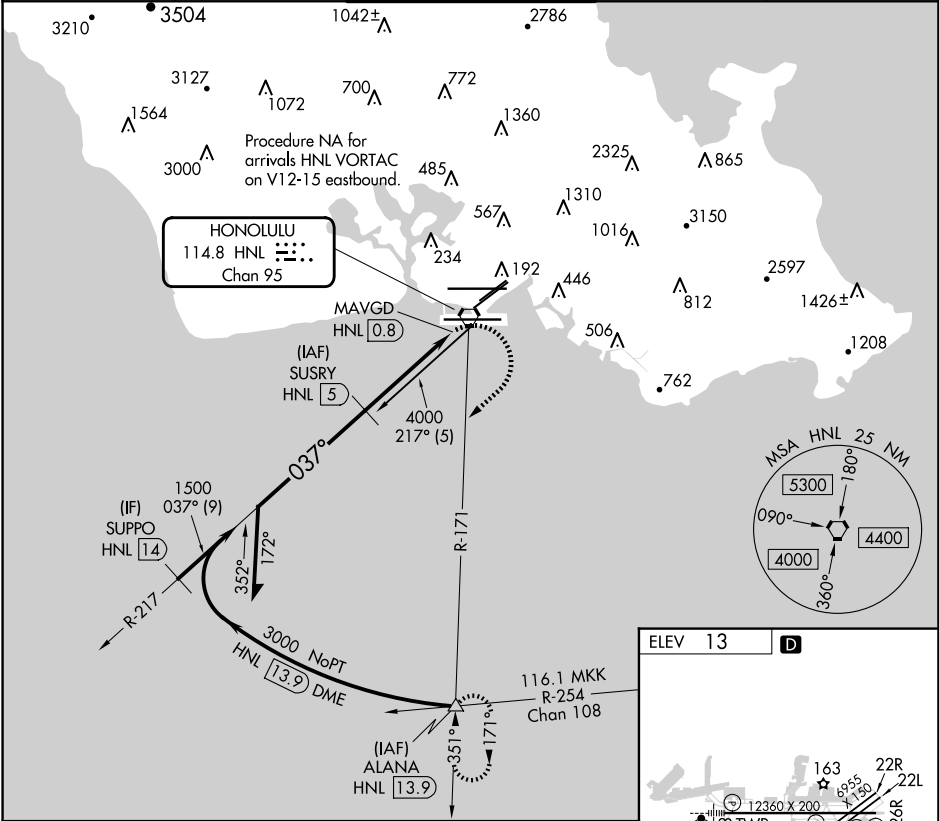 3210
3504
1042±
2786
3127
1072
700
772
1564
1360
Procedure NA for
arrivals HNL VORTAC
on V12-15 eastbound.
3000
485
2325
865
1310
567
3150
1016
HONOLULU
114.8 HNL
Chan 95
234
192
446
2597
812
1426±
MAVGD
HNL 0.8
506
1208
(IAF)
SUSRY
HNL 5
762
4000
217° (5)
037°
MSA HNL 25 NM
180°
5300
090°
4400
4000
360°
1500
037° (9)
(IF)
SUPPO
HNL 14
R-171
352°
172°
R-217
3000 NoPT
HNL 13.9 DME
116.1 MKK
R-254
Chan 108
351°
171°
(IAF)
ALANA
HNL 13.9
ELEV 13
D
163
22R
22L
6955
X 150
P
12360 X 200
26R
TWR